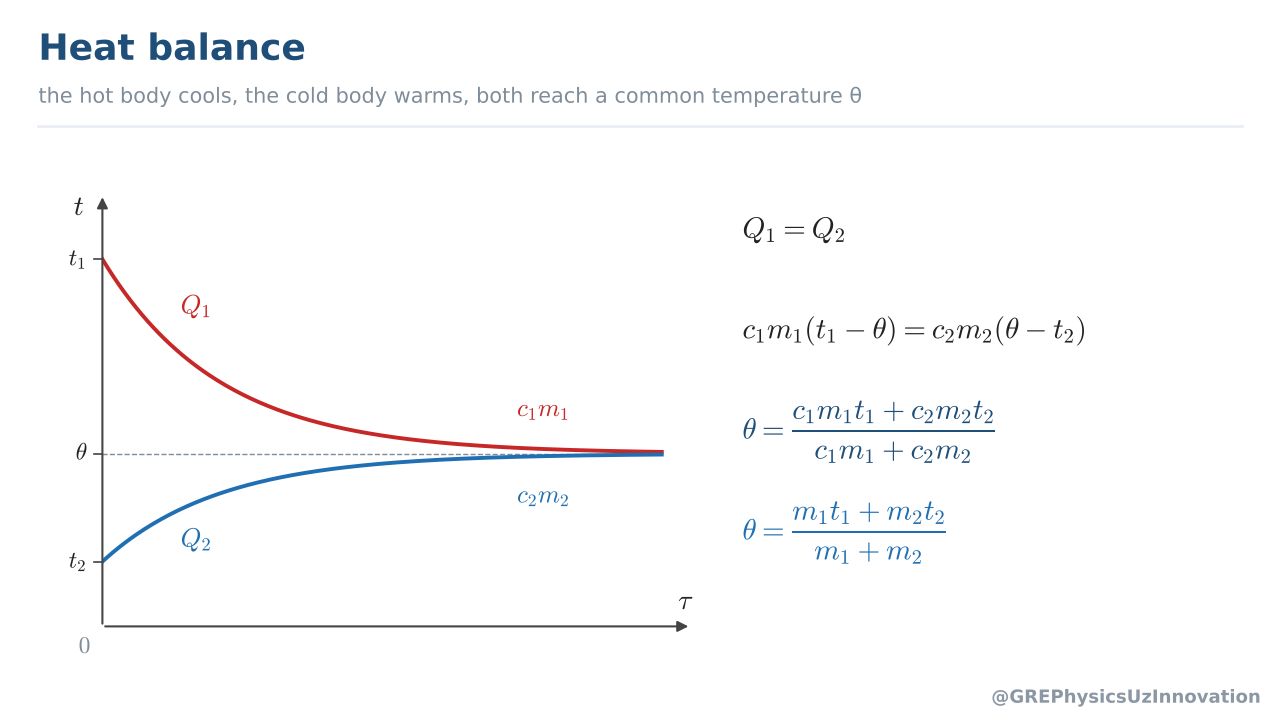 Heat balance
the hot body cools, the cold body warms, both reach a common temperature θ
t
t₁
Q₁
c₁m₁
θ
c₂m₂
Q₂
t₂
τ
0
Q₁ = Q₂
c₁m₁(t₁ − θ) = c₂m₂(θ − t₂)
θ = (c₁m₁t₁ + c₂m₂t₂) / (c₁m₁ + c₂m₂)
θ = (m₁t₁ + m₂t₂) / (m₁ + m₂)
@GREPhysicsUzInnovation